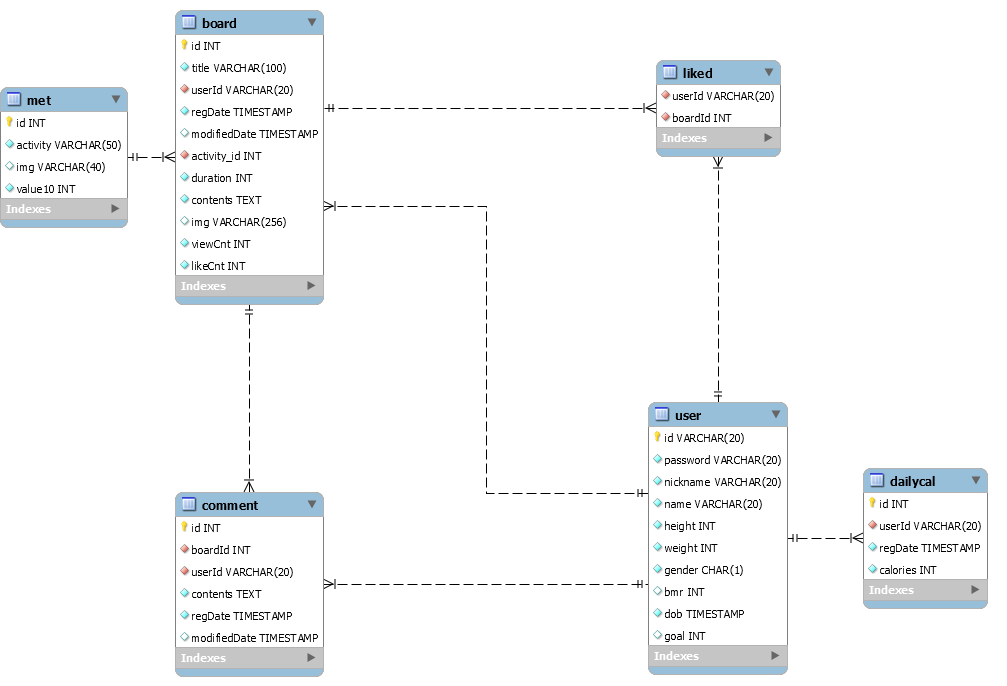 met
id INT
activity VARCHAR(50)
img VARCHAR(40)
value10 INT
Indexes
board
id INT
title VARCHAR(100)
userId VARCHAR(20)
regDate TIMESTAMP
modifiedDate TIMESTAMP
activity_id INT
duration INT
contents TEXT
img VARCHAR(256)
viewCnt INT
likeCnt INT
Indexes
liked
userId VARCHAR(20)
boardId INT
Indexes
comment
id INT
boardId INT
userId VARCHAR(20)
contents TEXT
regDate TIMESTAMP
modifiedDate TIMESTAMP
Indexes
user
id VARCHAR(20)
password VARCHAR(20)
nickname VARCHAR(20)
name VARCHAR(20)
height INT
weight INT
gender CHAR(1)
bmr INT
dob TIMESTAMP
goal INT
Indexes
dailycal
id INT
userId VARCHAR(20)
regDate TIMESTAMP
calories INT
Indexes